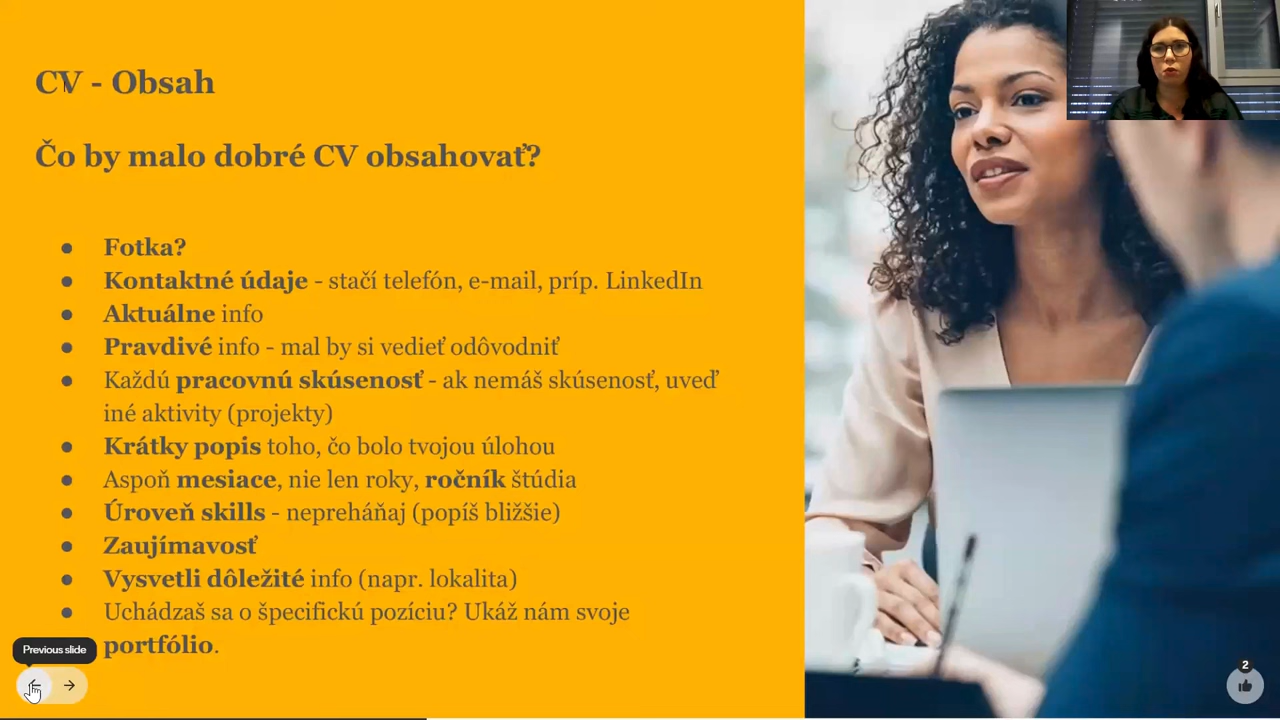 CV - Obsah
Čo by malo dobré CV obsahovať?
● Fotka?
● Kontaktné údaje - stačí telefón, e-mail, príp. LinkedIn
● Aktuálne info
● Pravdivé info - mal by si vedieť odôvodniť
● Každú pracovnú skúsenosť - ak nemáš skúsenosť, uveď
iné aktivity (projekty)
● Krátky popis toho, čo bolo tvojou úlohou
● Aspoň mesiace, nie len roky, ročník štúdia
● Úroveň skills - nepreháňaj (popíš bližšie)
● Zaujímavosť
● Vysvetli dôležité info (napr. lokalita)
● Uchádzaš sa o špecifickú pozíciu? Ukáž nám svoje
portfólio.
Previous slide
2